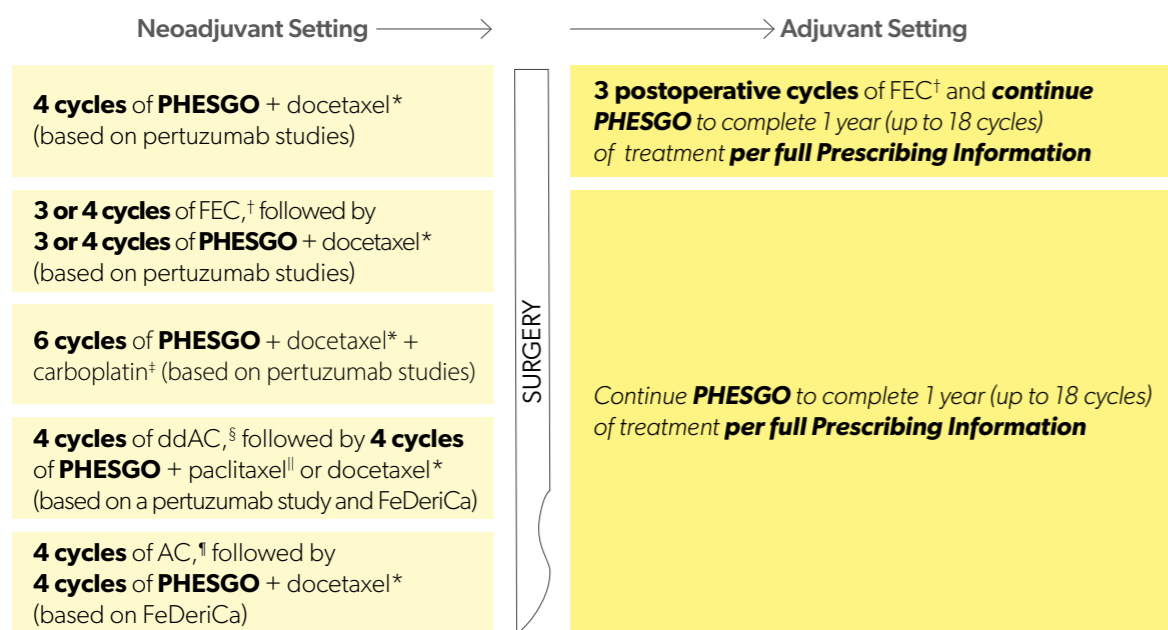 Neoadjuvant Setting
Adjuvant Setting
4 cycles of PHESGO + docetaxel*
(based on pertuzumab studies)
3 postoperative cycles of FEC† and continue
PHESGO to complete 1 year (up to 18 cycles)
of treatment per full Prescribing Information
3 or 4 cycles of FEC,† followed by
3 or 4 cycles of PHESGO + docetaxel*
(based on pertuzumab studies)
6 cycles of PHESGO + docetaxel* +
carboplatin‡ (based on pertuzumab studies)
4 cycles of ddAC,§ followed by 4 cycles
of PHESGO + paclitaxel|| or docetaxel*
(based on a pertuzumab study and FeDeriCa)
4 cycles of AC,¶ followed by
4 cycles of PHESGO + docetaxel*
(based on FeDeriCa)
SURGERY
Continue PHESGO to complete 1 year (up to 18 cycles)
of treatment per full Prescribing Information